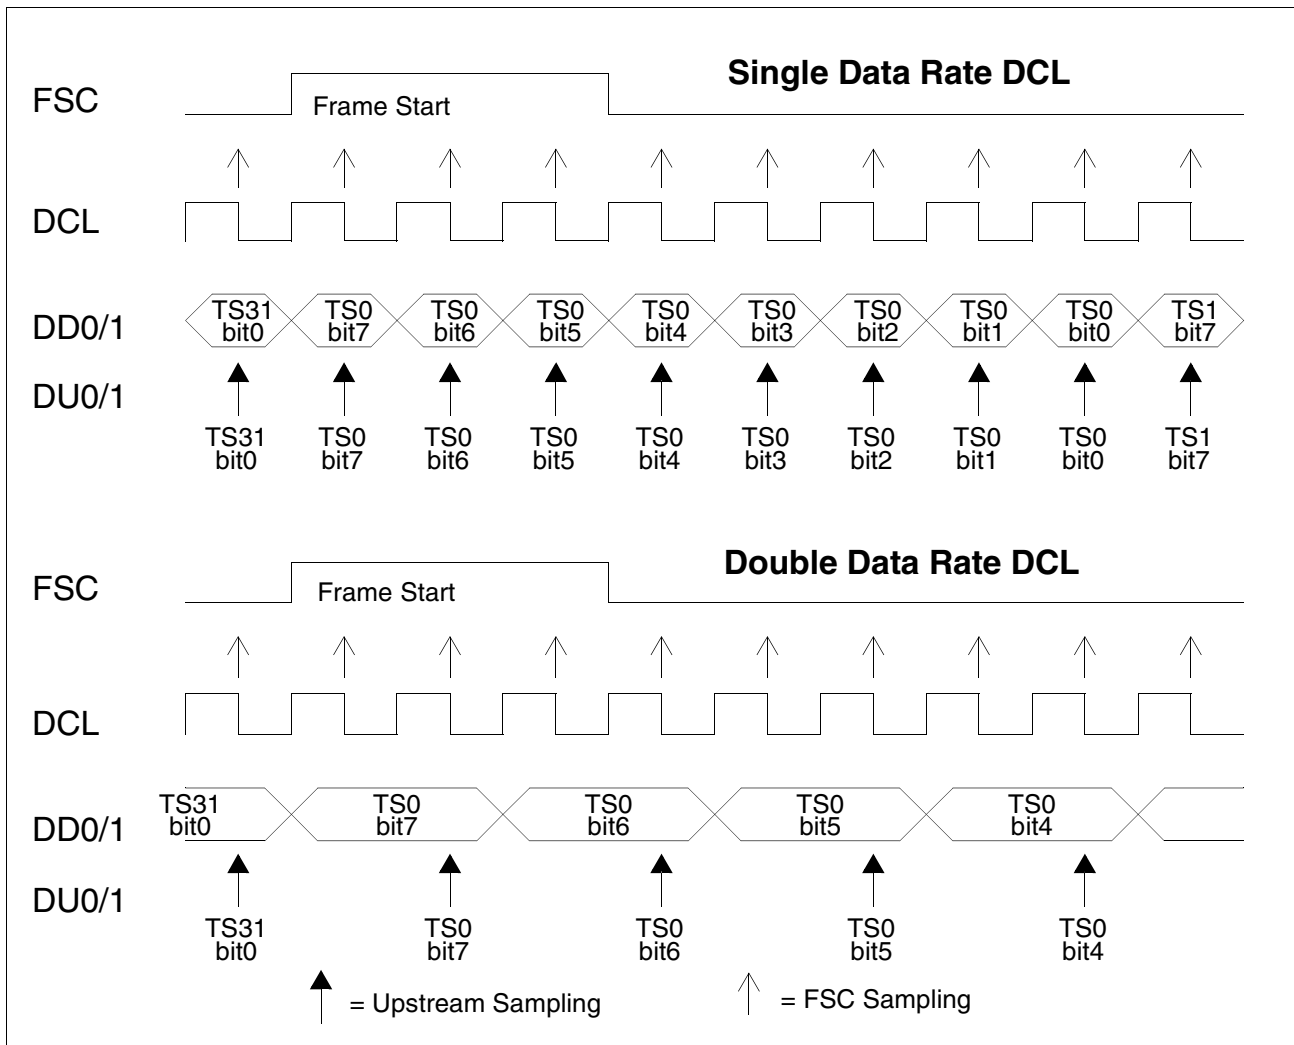 Single Data Rate DCL
FSC
Frame Start
DCL
DD0/1
TS31 TS0 TS0 TS0 TS0 TS0 TS0 TS0 TS0 TS1
bit0 bit7 bit6 bit5 bit4 bit3 bit2 bit1 bit0 bit7
DU0/1
TS31 TS0 TS0 TS0 TS0 TS0 TS0 TS0 TS0 TS1
bit0 bit7 bit6 bit5 bit4 bit3 bit2 bit1 bit0 bit7
Double Data Rate DCL
FSC
Frame Start
DCL
DD0/1
TS31 TS0 TS0 TS0 TS0
bit0 bit7 bit6 bit5 bit4
DU0/1
TS31 TS0 TS0 TS0 TS0
bit0 bit7 bit6 bit5 bit4
= Upstream Sampling
= FSC Sampling